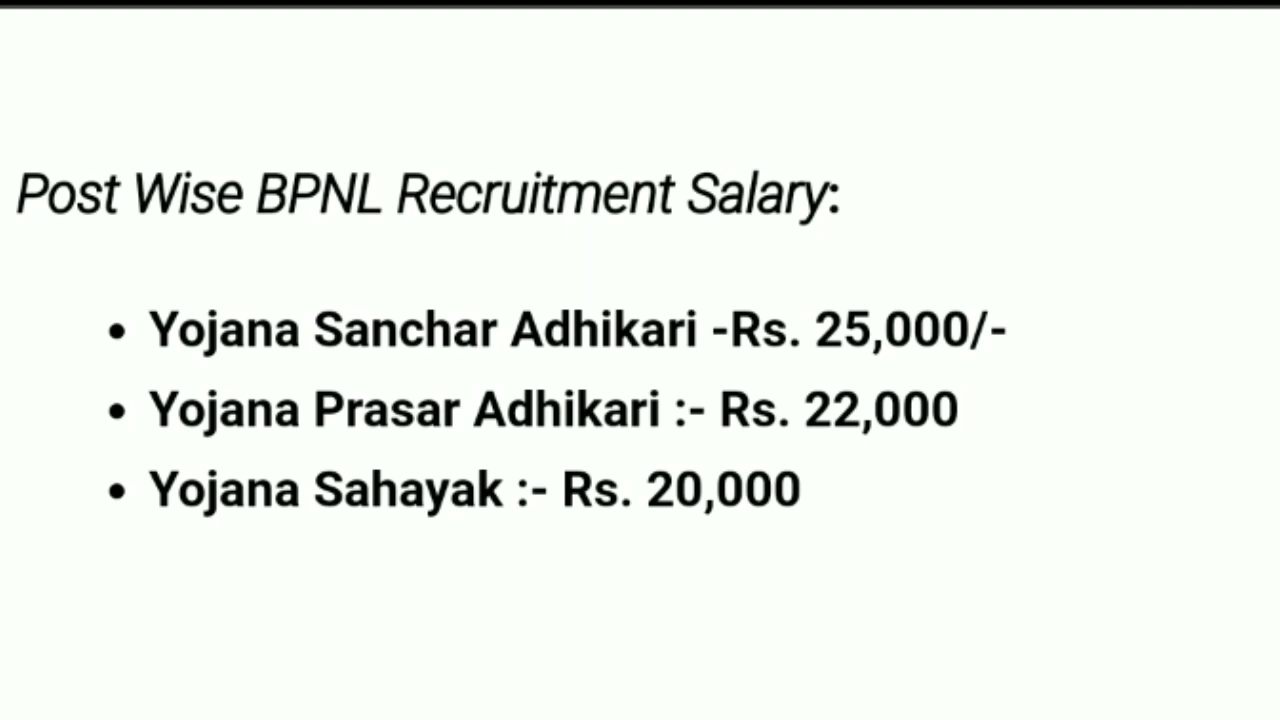 Post Wise BPNL Recruitment Salary:
• Yojana Sanchar Adhikari -Rs. 25,000/-
• Yojana Prasar Adhikari :- Rs. 22,000
• Yojana Sahayak :- Rs. 20,000